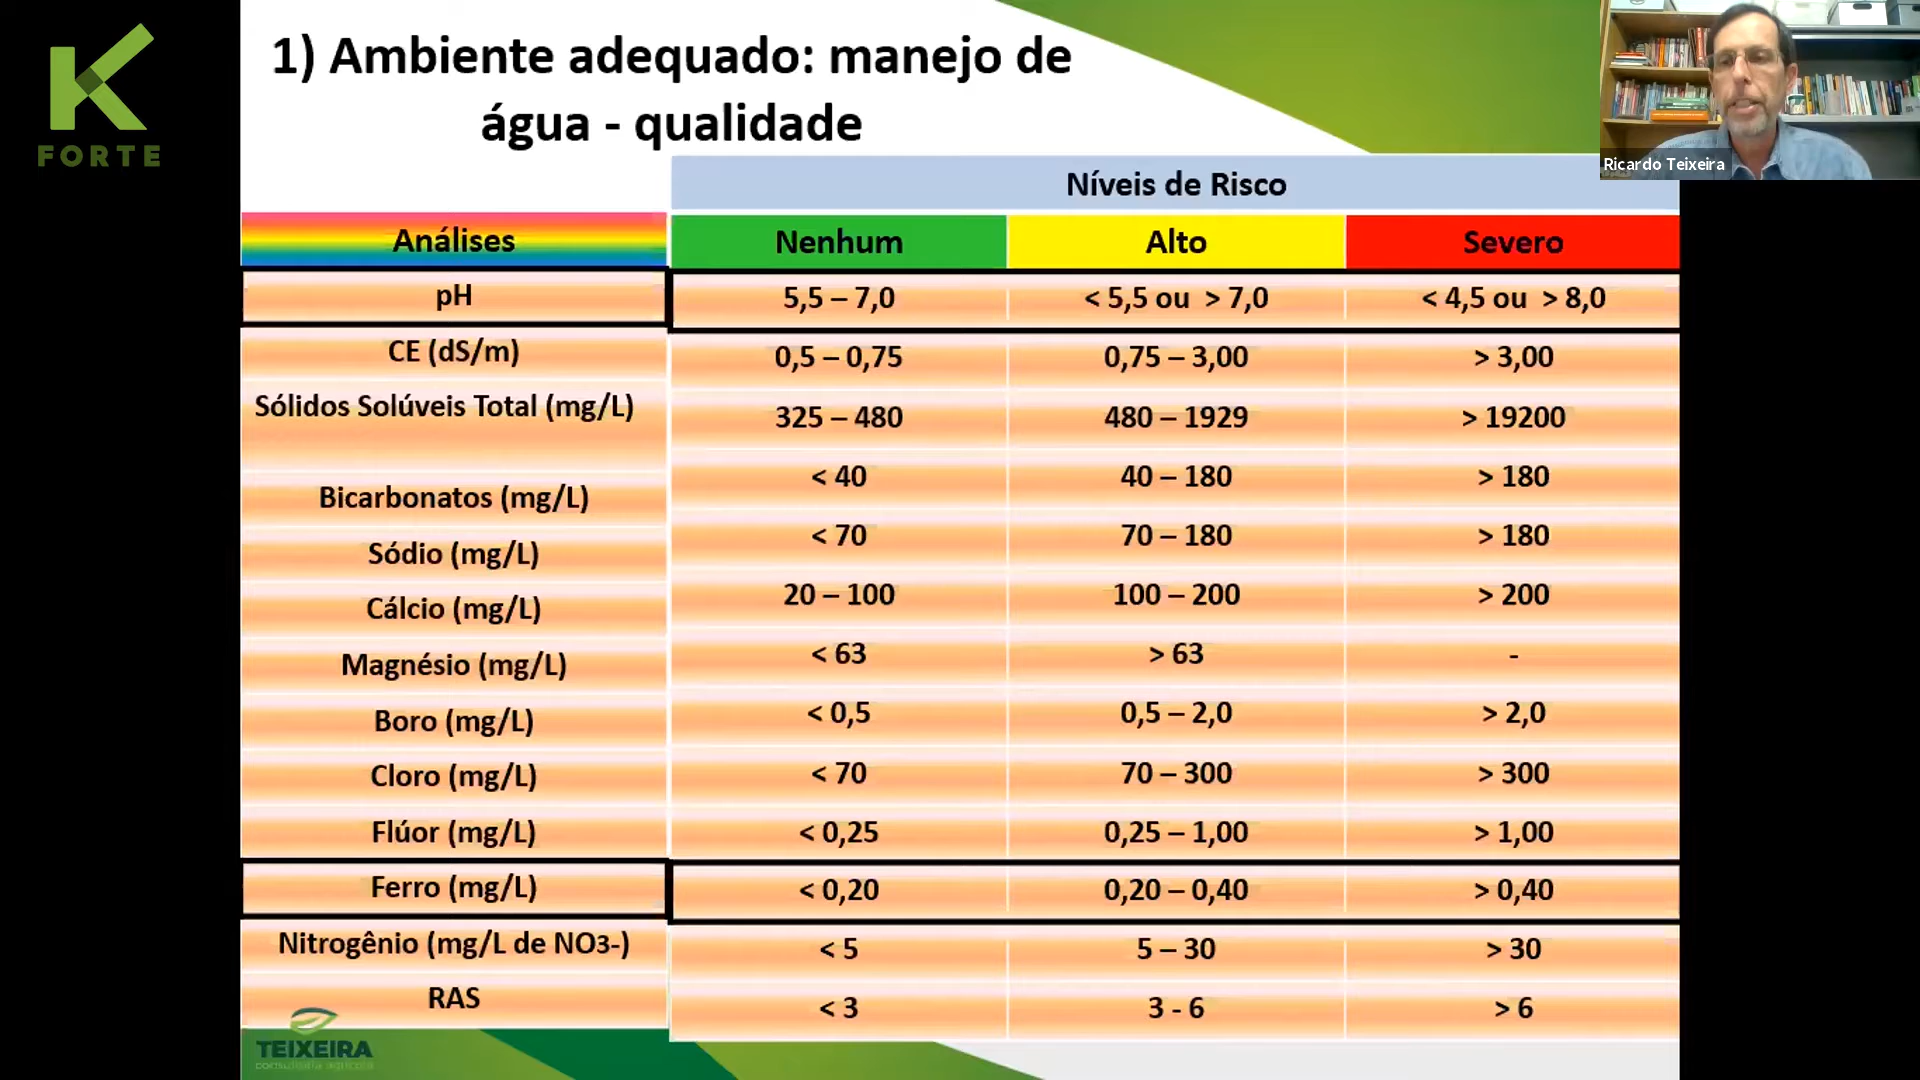 K
FORTE
1) Ambiente adequado: manejo de
água - qualidade
Ricardo Teixeira
Níveis de Risco
Análises Nenhum Alto Severo
pH 5,5 – 7,0 < 5,5 ou > 7,0 < 4,5 ou > 8,0
CE (dS/m) 0,5 – 0,75 0,75 – 3,00 > 3,00
Sólidos Solúveis Total (mg/L) 325 – 480 480 – 1929 > 19200
Bicarbonatos (mg/L) < 40 40 – 180 > 180
Sódio (mg/L) < 70 70 – 180 > 180
Cálcio (mg/L) 20 – 100 100 – 200 > 200
Magnésio (mg/L) < 63 > 63 -
Boro (mg/L) < 0,5 0,5 – 2,0 > 2,0
Cloro (mg/L) < 70 70 – 300 > 300
Flúor (mg/L) < 0,25 0,25 – 1,00 > 1,00
Ferro (mg/L) < 0,20 0,20 – 0,40 > 0,40
Nitrogênio (mg/L de NO3-) < 5 5 – 30 > 30
RAS < 3 3 - 6 > 6
TEIXEIRA